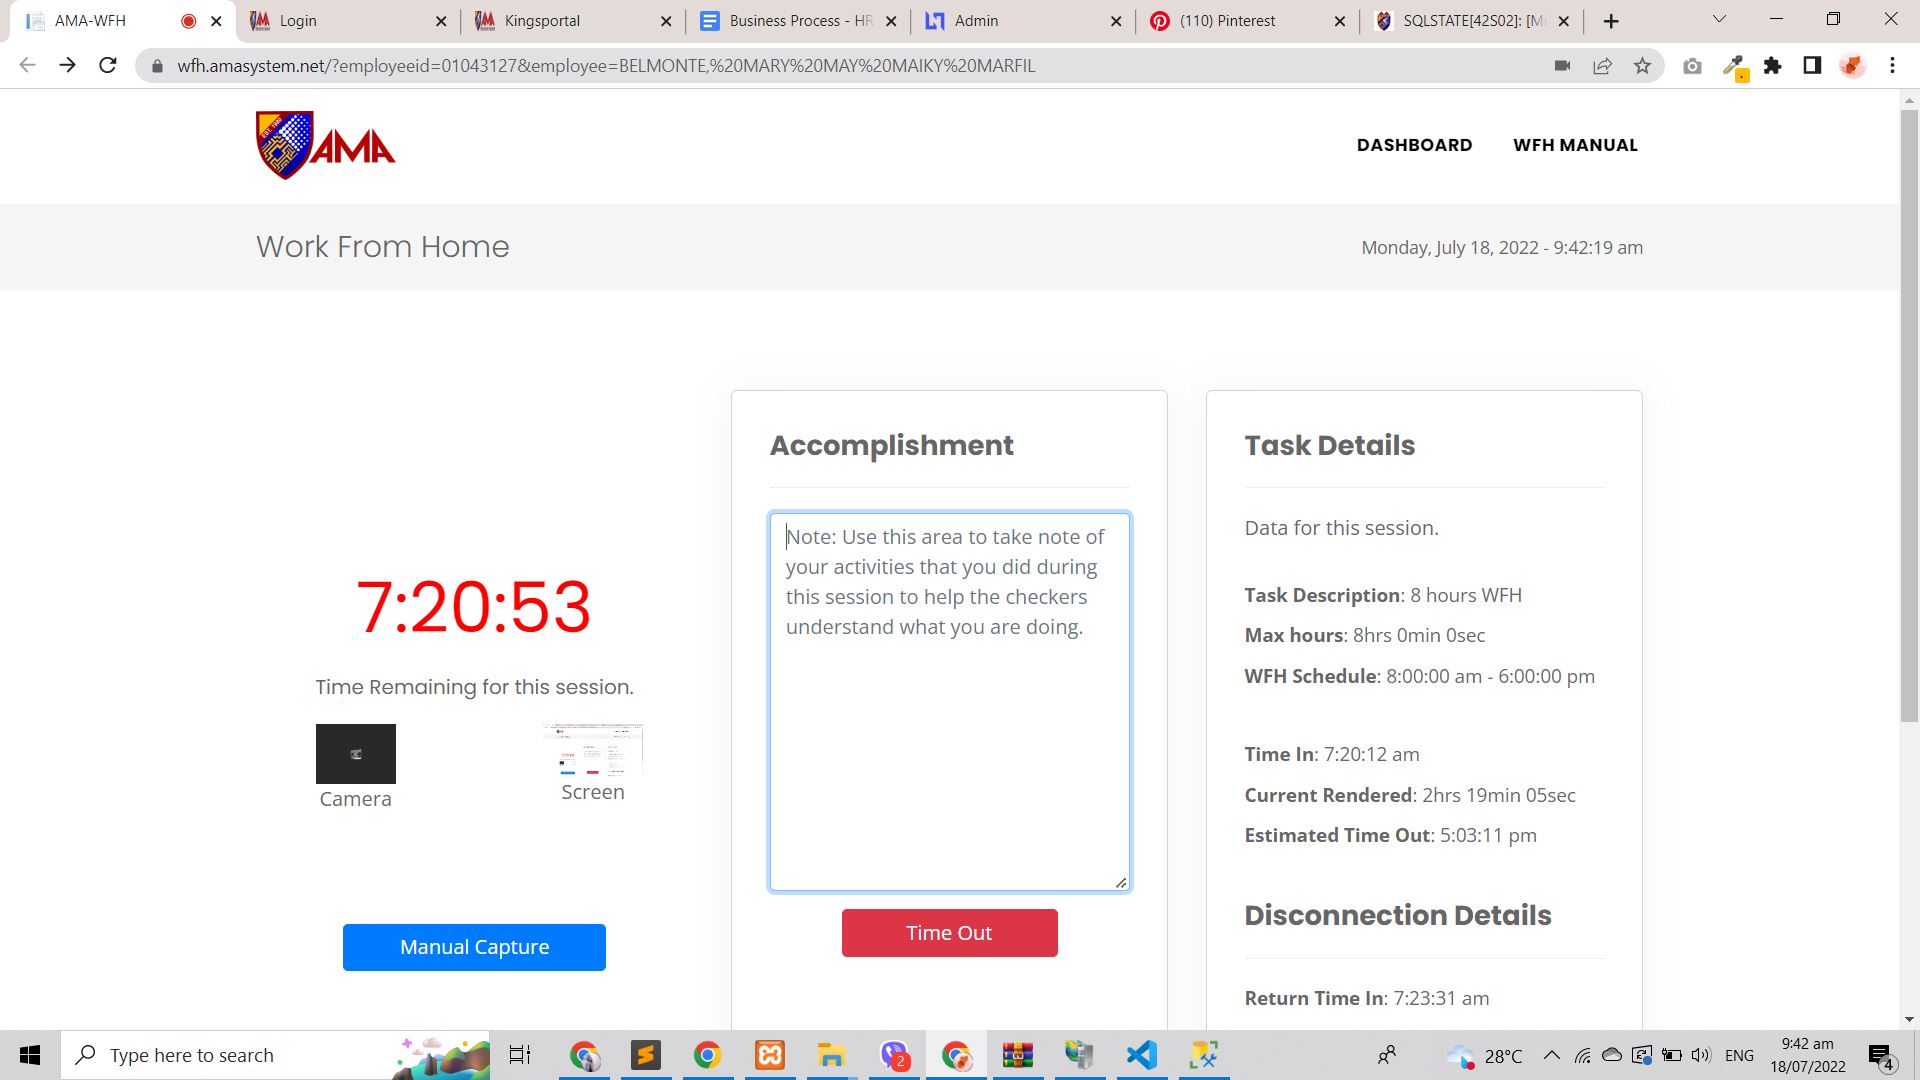 AMA-WFH
Login
Kingsportal
Business Process - HR
Admin
(110) Pinterest
SQLSTATE[42S02]: [Mi
wfh.amasystem.net/?employeeid=01043127&employee=BELMONTE,%20MARY%20MAY%20MAIKY%20MARFIL
AMA
DASHBOARD
WFH MANUAL
Work From Home
Monday, July 18, 2022 - 9:42:19 am
7:20:53
Time Remaining for this session.
Camera
Screen
Manual Capture
Accomplishment
Note: Use this area to take note of
your activities that you did during
this session to help the checkers
understand what you are doing.
Time Out
Task Details
Data for this session.
Task Description: 8 hours WFH
Max hours: 8hrs 0min 0sec
WFH Schedule: 8:00:00 am - 6:00:00 pm
Time In: 7:20:12 am
Current Rendered: 2hrs 19min 05sec
Estimated Time Out: 5:03:11 pm
Disconnection Details
Return Time In: 7:23:31 am
Type here to search
2
28°C
ENG
9:42 am
18/07/2022
4